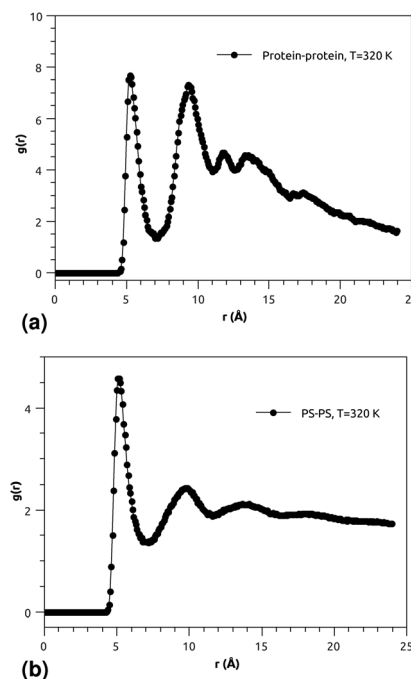 10
8
6
4
2
0
g(r)
Protein-protein, T=320 K
0 5 10 15 20 25
r (Å)
(a)
4
2
0
g(r)
PS-PS, T=320 K
0 5 10 15 20 25
r (Å)
(b)